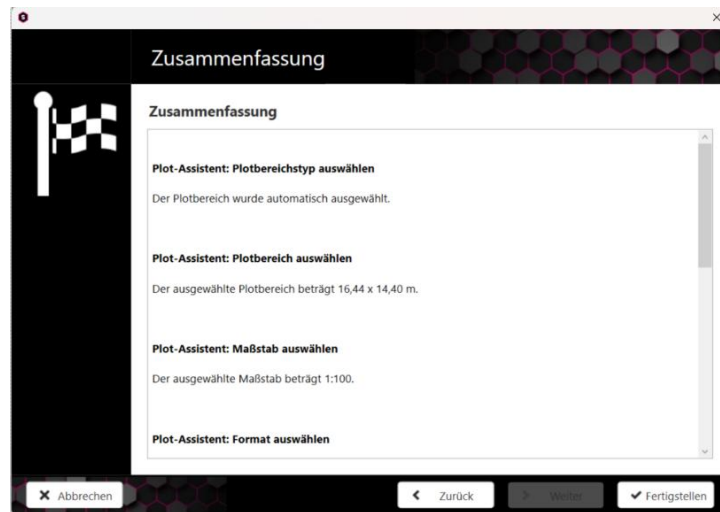 Zusammenfassung
Zusammenfassung
Plot-Assistent: Plotbereichstyp auswählen
Der Plotbereich wurde automatisch ausgewählt.
Plot-Assistent: Plotbereich auswählen
Der ausgewählte Plotbereich beträgt 16,44 x 14,40 m.
Plot-Assistent: Maßstab auswählen
Der ausgewählte Maßstab beträgt 1:100.
Plot-Assistent: Format auswählen
Abbrechen
Zurück
Weiter
Fertigstellen